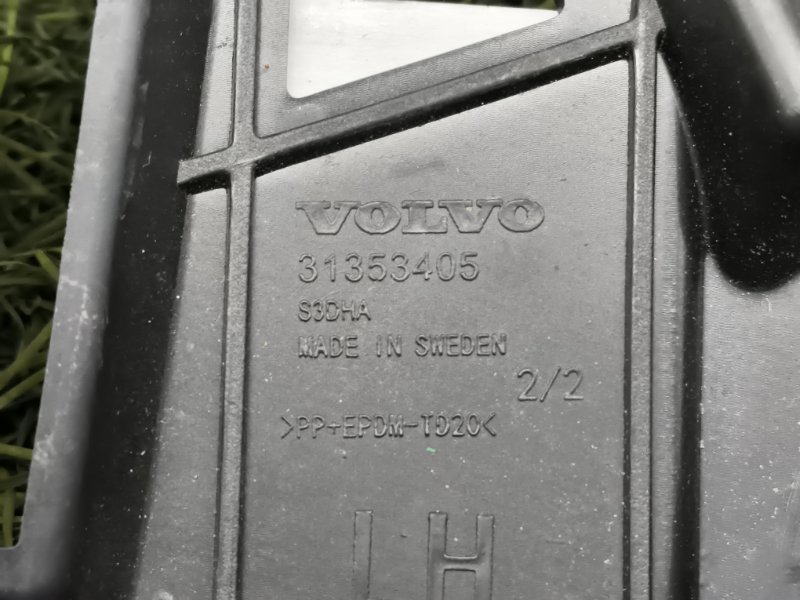 VOLVO
31353405
S3DHA
MADE IN SWEDEN
2/2
>PP+EPDM-TD20<
LH